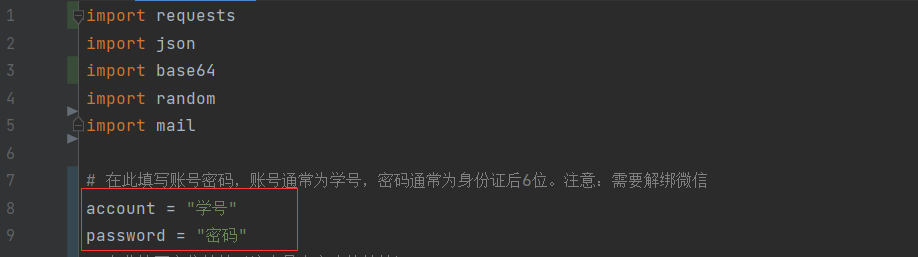 1 import requests
2 import json
3 import base64
4 import random
5 import mail
6
7 # 在此填写账号密码，账号通常为学号，密码通常为身份证后6位。注意：需要解绑微信
8 account = "学号"
9 password = "密码"